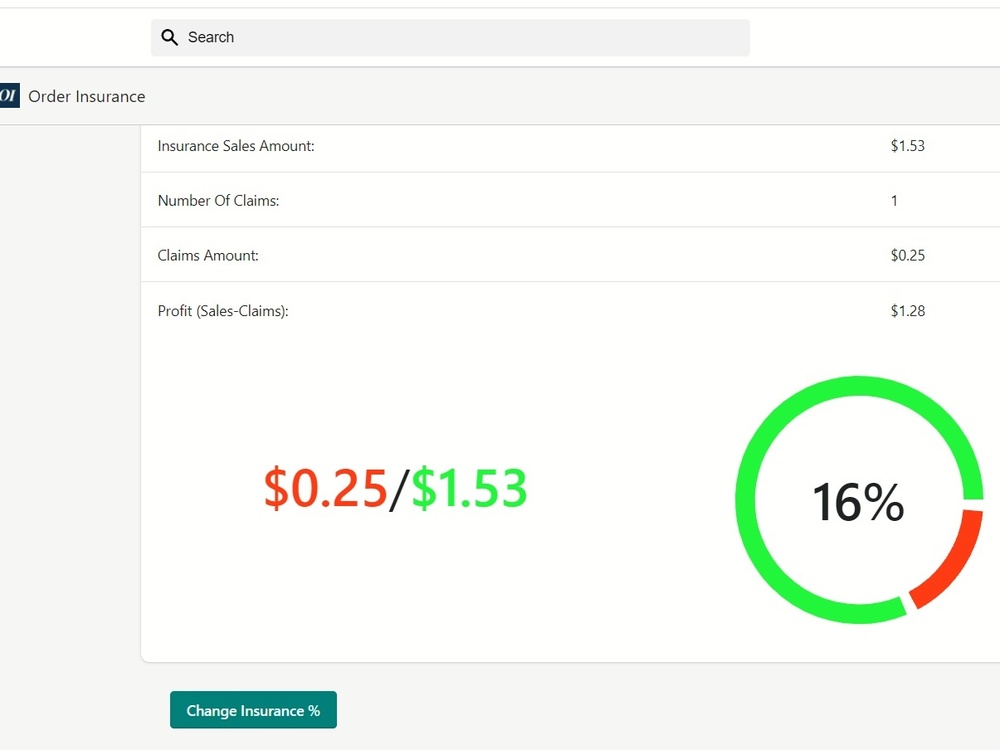 Search
OI Order Insurance
Insurance Sales Amount: $1.53
Number Of Claims: 1
Claims Amount: $0.25
Profit (Sales-Claims): $1.28
$0.25/$1.53
16%
Change Insurance %